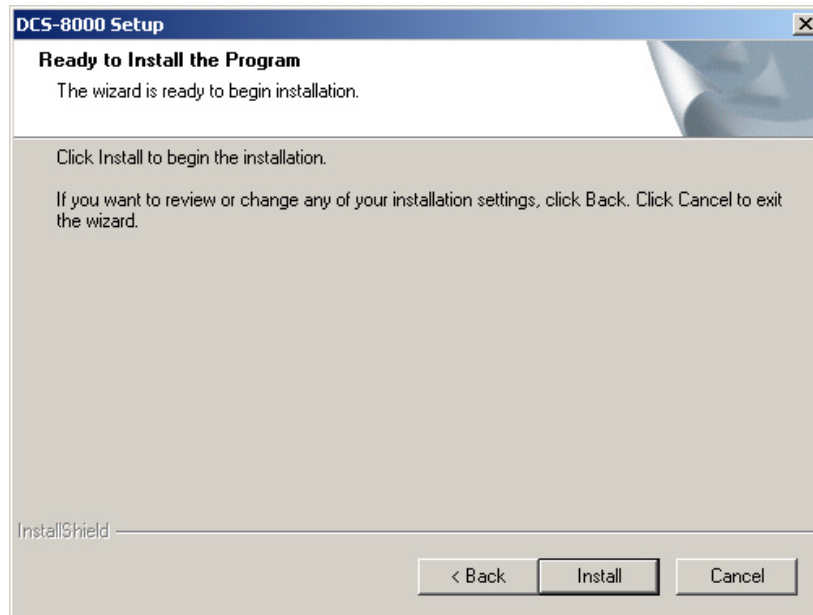 DCS-8000 Setup
Ready to Install the Program
The wizard is ready to begin installation.
Click Install to begin the installation.
If you want to review or change any of your installation settings, click Back. Click Cancel to exit
the wizard.
InstallShield
< Back Install Cancel